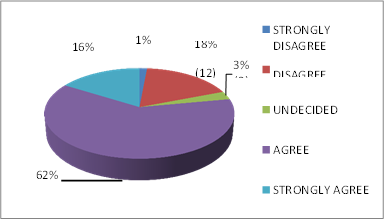 1%
18%
(12)
3%
16%
62%
STRONGLY
DISAGREE
DISAGREE
UNDECIDED
AGREE
STRONGLY AGREE